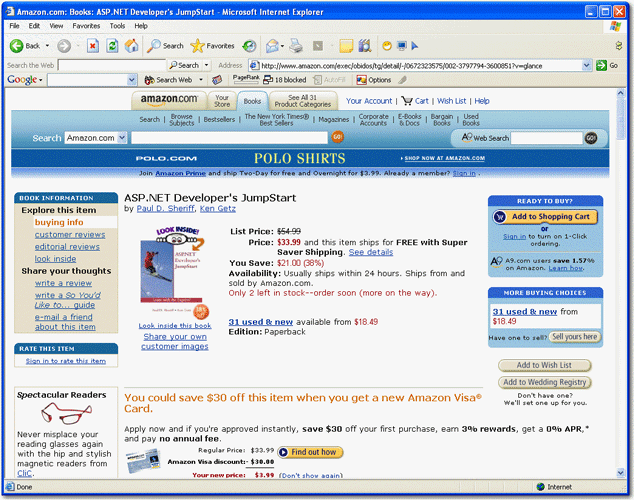 Amazon.com: Books: ASP.NET Developer's JumpStart - Microsoft Internet Explorer
File Edit View Favorites Tools Help
Back Search Favorites
Search the Web Search Address http://www.amazon.com/exec/obidos/tg/detail/-/0672323575/002-3797794-3600851?v=glance Go
Google Search Web PageRank 18 blocked AutoFill Options
amazon.com Your Store Books See All 31 Product Categories Your Account Cart Wish List Help
Search Browse Subjects Bestsellers The New York Times® Best Sellers Magazines Corporate Accounts E-Books & Docs Bargain Books Used Books
Search Amazon.com GO! A9 Web Search GO!
POLO.COM POLO SHIRTS SHOP NOW AT AMAZON.COM
Join Amazon Prime and ship Two-Day for free and Overnight for $3.99. Already a member? Sign in.
BOOK INFORMATION
Explore this item
buying info
customer reviews
editorial reviews
look inside
Share your thoughts
write a review
write a So You'd
Like to... guide
e-mail a friend
about this item
RATE THIS ITEM
Sign in to rate this item
Spectacular Readers
Never misplace your
reading glasses again
with the hip and stylish
magnetic readers from
CliC.
ASP.NET Developer's JumpStart
by Paul D. Sheriff, Ken Getz
LOOK INSIDE!
ASP.NET
Developer's
JumpStart
Look inside this book
Share your own
customer images
List Price: $54.99
Price: $33.99 and this item ships for FREE with Super
Saver Shipping. See details
You Save: $21.00 (38%)
Availability: Usually ships within 24 hours. Ships from and
sold by Amazon.com.
Only 2 left in stock--order soon (more on the way).
31 used & new available from $18.49
Edition: Paperback
You could save $30 off this item when you get a new Amazon Visa®
Card.
Apply now and if you're approved instantly, save $30 off your first purchase, earn 3% rewards, get a 0% APR,*
and pay no annual fee.
Regular Price: $33.99
Amazon Visa discount: - $30.00
Your new price: $3.99
Find out how
(Don't show again)
READY TO BUY?
Add to Shopping Cart
or
Sign in to turn on 1-Click
ordering.
A9.com users save 1.57%
on Amazon. Learn how.
MORE BUYING CHOICES
31 used & new from
$18.49
Have one to sell? Sell yours here
Add to Wish List
Add to Wedding Registry
Don't have one?
We'll set one up for you.
Done Internet